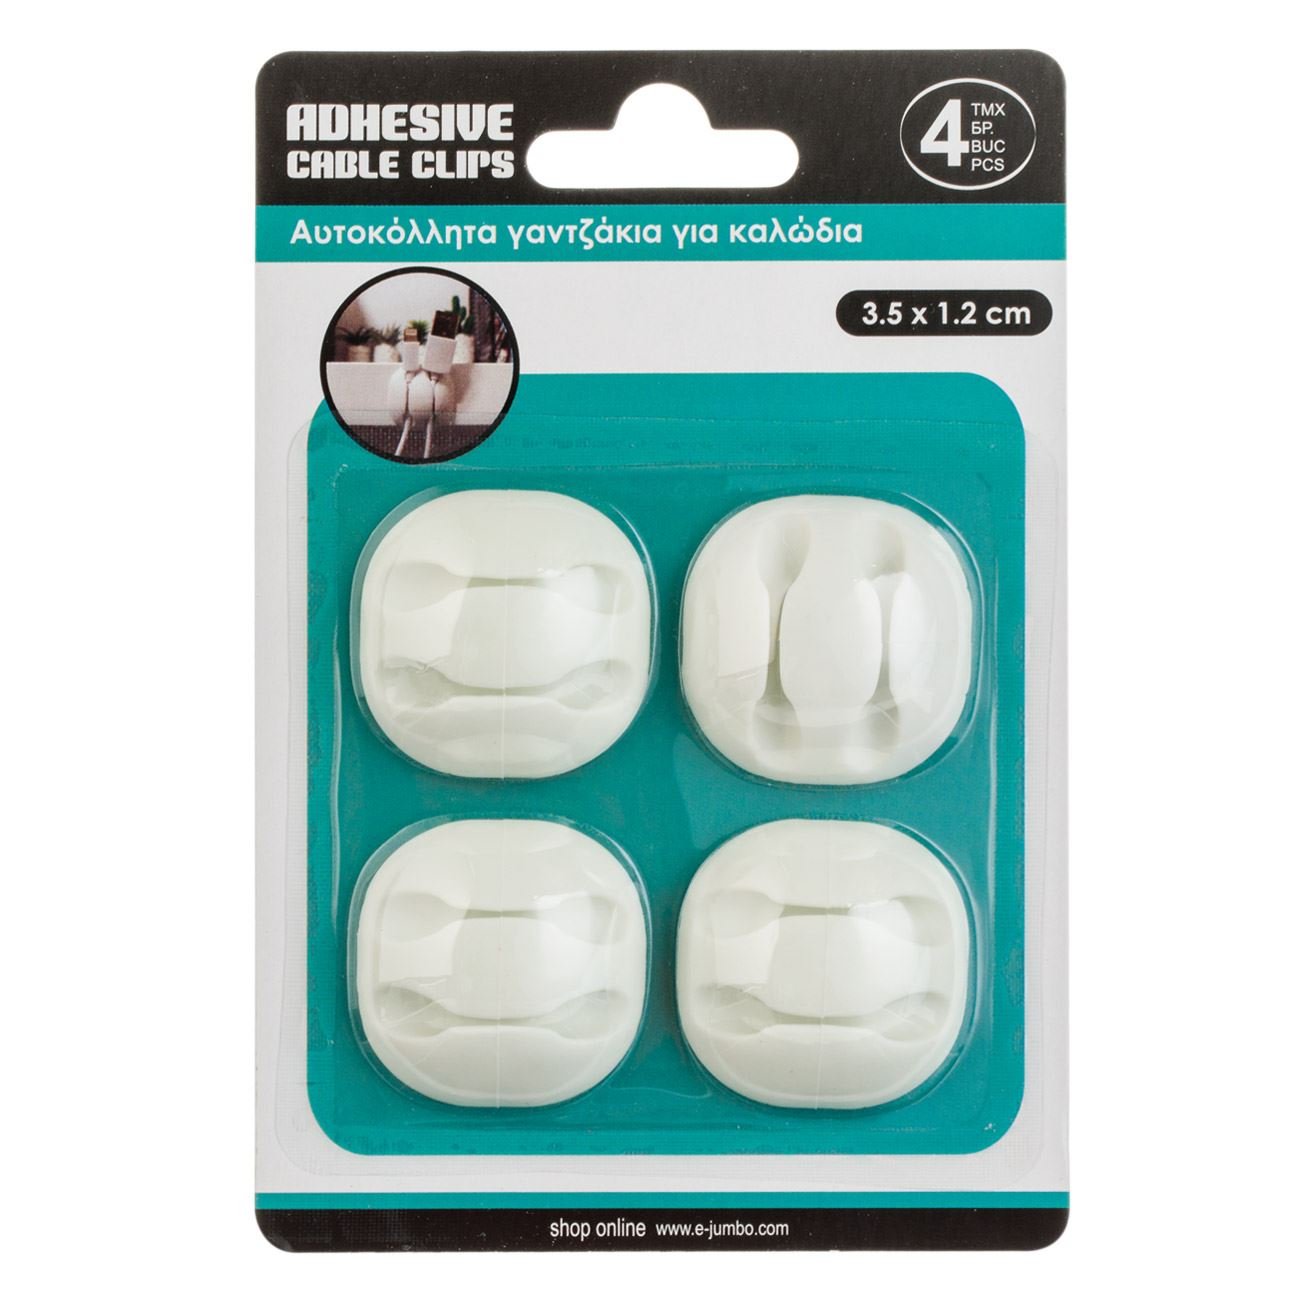 ADHESIVE
CABLE CLIPS
4 ΤΜΧ
БР.
BUC
PCS
Αυτοκόλλητα γαντζάκια για καλώδια
3.5 x 1.2 cm
shop online www.e-jumbo.com